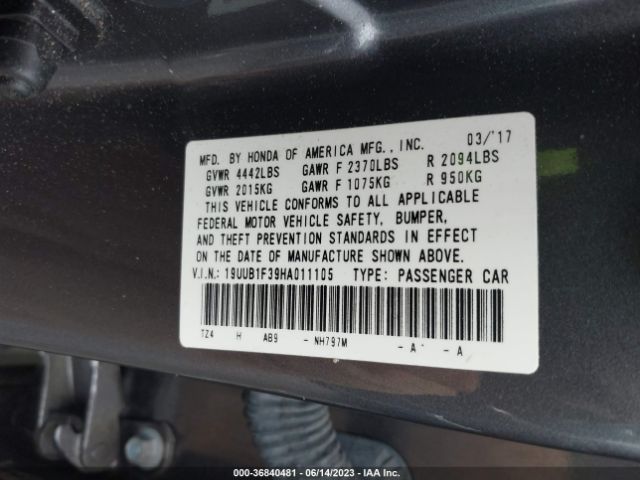 MFD. BY HONDA OF AMERICA MFG., INC. 03/'17
GVWR 4442LBS GAWR F 2370LBS R 2094LBS
GVWR 2015KG GAWR F 1075KG R 950KG
THIS VEHICLE CONFORMS TO ALL APPLICABLE
FEDERAL MOTOR VEHICLE SAFETY, BUMPER,
AND THEFT PREVENTION STANDARDS IN EFFECT
ON THE DATE OF MANUFACTURE SHOWN ABOVE.
V.I.N.: 19UUB1F39HA011105 TYPE: PASSENGER CAR
TZ4 H AB9 - NH797M - A - A
000-36840481 - 06/14/2023 - IAA Inc.